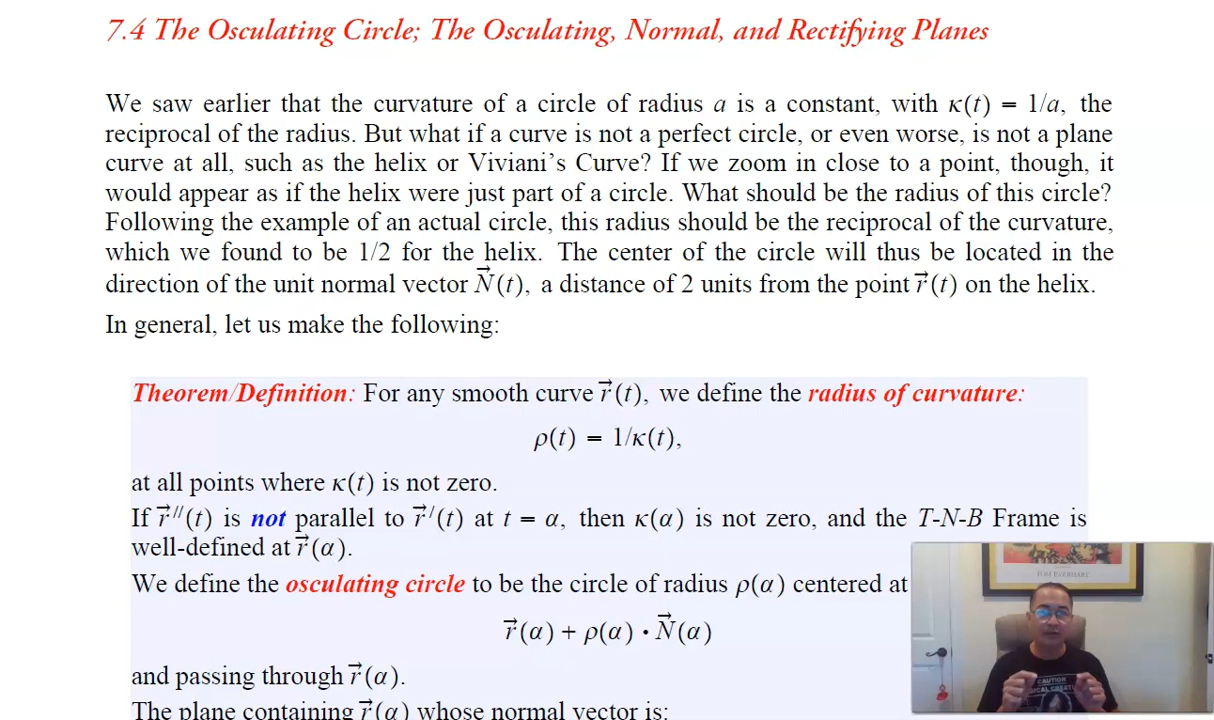 7.4 The Osculating Circle; The Osculating, Normal, and Rectifying Planes
We saw earlier that the curvature of a circle of radius a is a constant, with κ(t) = 1/a, the
reciprocal of the radius. But what if a curve is not a perfect circle, or even worse, is not a plane
curve at all, such as the helix or Viviani's Curve? If we zoom in close to a point, though, it
would appear as if the helix were just part of a circle. What should be the radius of this circle?
Following the example of an actual circle, this radius should be the reciprocal of the curvature,
which we found to be 1/2 for the helix. The center of the circle will thus be located in the
direction of the unit normal vector N⃗(t), a distance of 2 units from the point r⃗(t) on the helix.
In general, let us make the following:
Theorem/Definition: For any smooth curve r⃗(t), we define the radius of curvature:
ρ(t) = 1/κ(t),
at all points where κ(t) is not zero.
If r⃗//(t) is not parallel to r⃗/(t) at t = α, then κ(α) is not zero, and the T-N-B Frame is
well-defined at r⃗(α).
We define the osculating circle to be the circle of radius ρ(α) centered at
r⃗(α) + ρ(α) • N⃗(α)
and passing through r⃗(α).
The plane containing r⃗(α) whose normal vector is:
TOM EVERHART
CAUTION